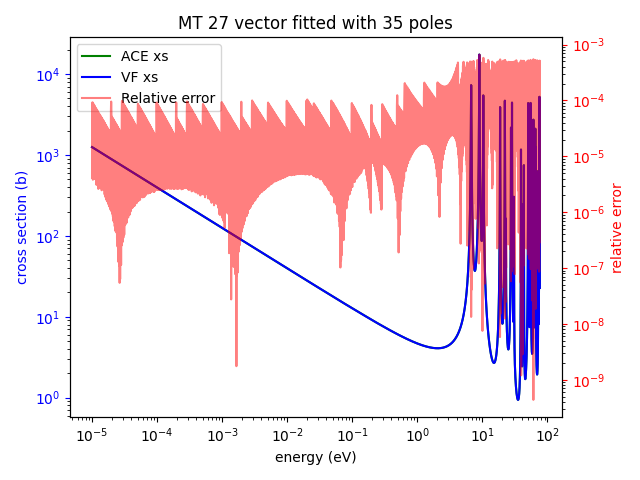 MT 27 vector fitted with 35 poles
ACE xs
VF xs
Relative error
cross section (b)
10⁴
10³
10²
10¹
10⁰
10⁻³
10⁻⁴
10⁻⁵
10⁻⁶
10⁻⁷
10⁻⁸
10⁻⁹
relative error
10⁻⁵ 10⁻⁴ 10⁻³ 10⁻² 10⁻¹ 10⁰ 10¹ 10²
energy (eV)